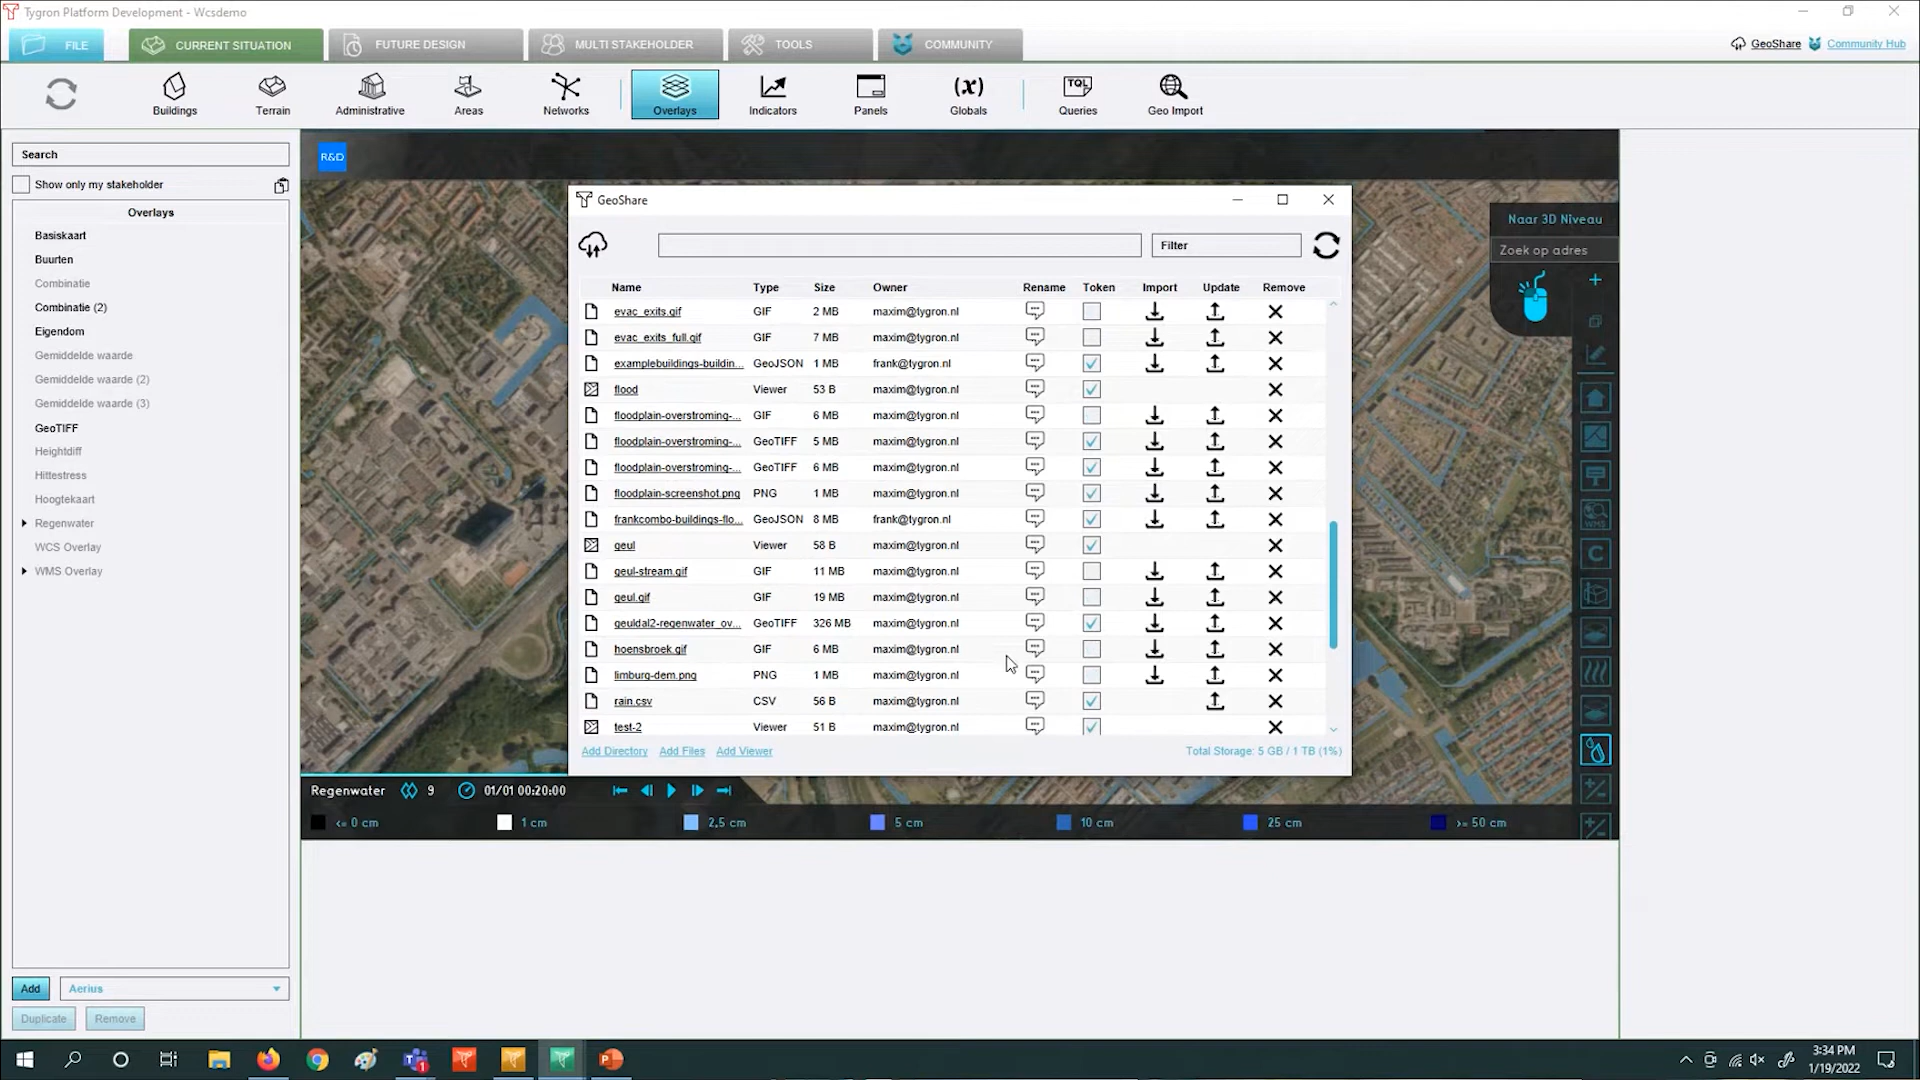 Tygron Platform Development - Wcsdemo
FILE
CURRENT SITUATION
FUTURE DESIGN
MULTI STAKEHOLDER
TOOLS
COMMUNITY
GeoShare
Community Hub
Buildings
Terrain
Administrative
Areas
Networks
Overlays
Indicators
Panels
(x)
Globals
TQL
Queries
Geo Import
Search
Show only my stakeholder
Overlays
Basiskaart
Buurten
Combinatie
Combinatie (2)
Eigendom
Gemiddelde waarde
Gemiddelde waarde (2)
Gemiddelde waarde (3)
GeoTIFF
Heightdiff
Hittestress
Hoogtekaart
Regenwater
WCS Overlay
WMS Overlay
Add Aerius
Duplicate Remove
R&D
GeoShare
Filter
Name Type Size Owner Rename Token Import Update Remove
evac_exits.gif GIF 2 MB maxim@tygron.nl
evac_exits_full.gif GIF 7 MB maxim@tygron.nl
examplebuildings-buildin... GeoJSON 1 MB frank@tygron.nl
flood Viewer 53 B maxim@tygron.nl
floodplain-overstroming-... GIF 6 MB maxim@tygron.nl
floodplain-overstroming-... GeoTIFF 5 MB maxim@tygron.nl
floodplain-overstroming-... GeoTIFF 6 MB maxim@tygron.nl
floodplain-screenshot.png PNG 1 MB maxim@tygron.nl
frankcombo-buildings-flo... GeoJSON 8 MB frank@tygron.nl
geul Viewer 58 B maxim@tygron.nl
geul-stream.gif GIF 11 MB maxim@tygron.nl
geul.gif GIF 19 MB maxim@tygron.nl
geuldal2-regenwater_ov... GeoTIFF 326 MB maxim@tygron.nl
hoensbroek.gif GIF 6 MB maxim@tygron.nl
limburg-dem.png PNG 1 MB maxim@tygron.nl
rain.csv CSV 56 B maxim@tygron.nl
test-2 Viewer 51 B maxim@tygron.nl
Add Directory Add Files Add Viewer Total Storage: 5 GB / 1 TB (1%)
Naar 3D Niveau
Zoek op adres
WMS
C
Regenwater 9 01/01 00:20:00
<= 0 cm 1 cm 2,5 cm 5 cm 10 cm 25 cm >= 50 cm
3:34 PM
1/19/2022